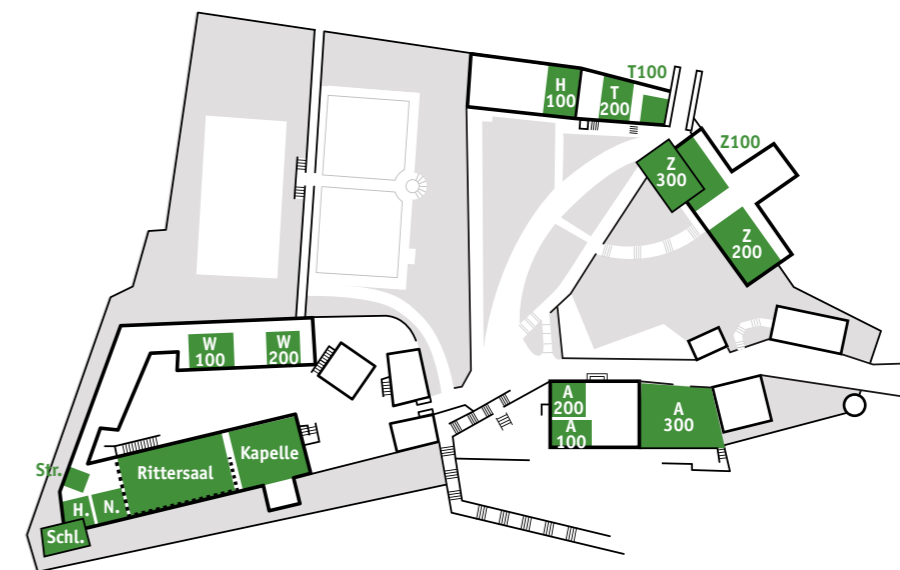 T100
H
100
T
200
Z100
Z
300
Z
200
W
100
W
200
A
200
A
100
A
300
Kapelle
Rittersaal
Str.
H.
N.
Schl.